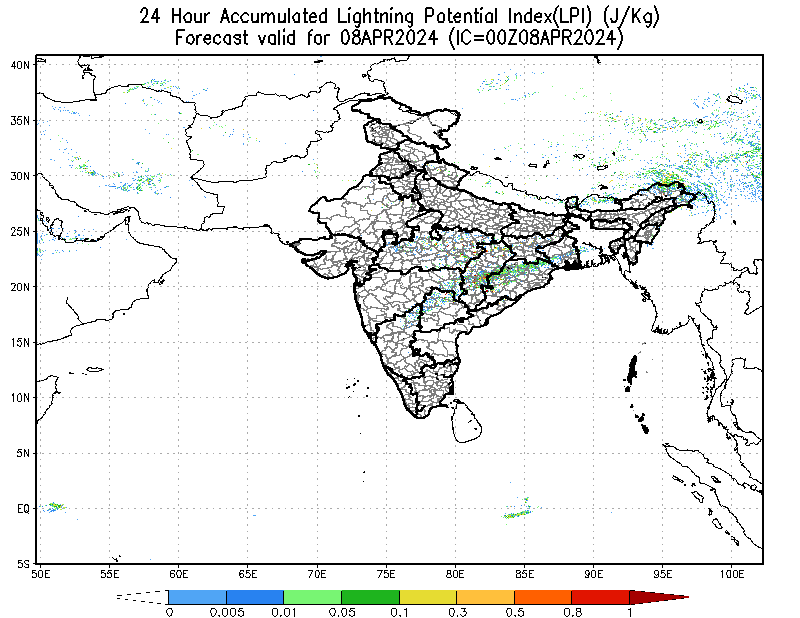 24 Hour Accumulated Lightning Potential Index(LPI) (J/Kg)
Forecast valid for 08APR2024 (IC=00Z08APR2024)
40N
35N
30N
25N
20N
15N
10N
5N
EQ
5S
50E 55E 60E 65E 70E 75E 80E 85E 90E 95E 100E
0 0.005 0.01 0.05 0.1 0.3 0.5 0.8 1